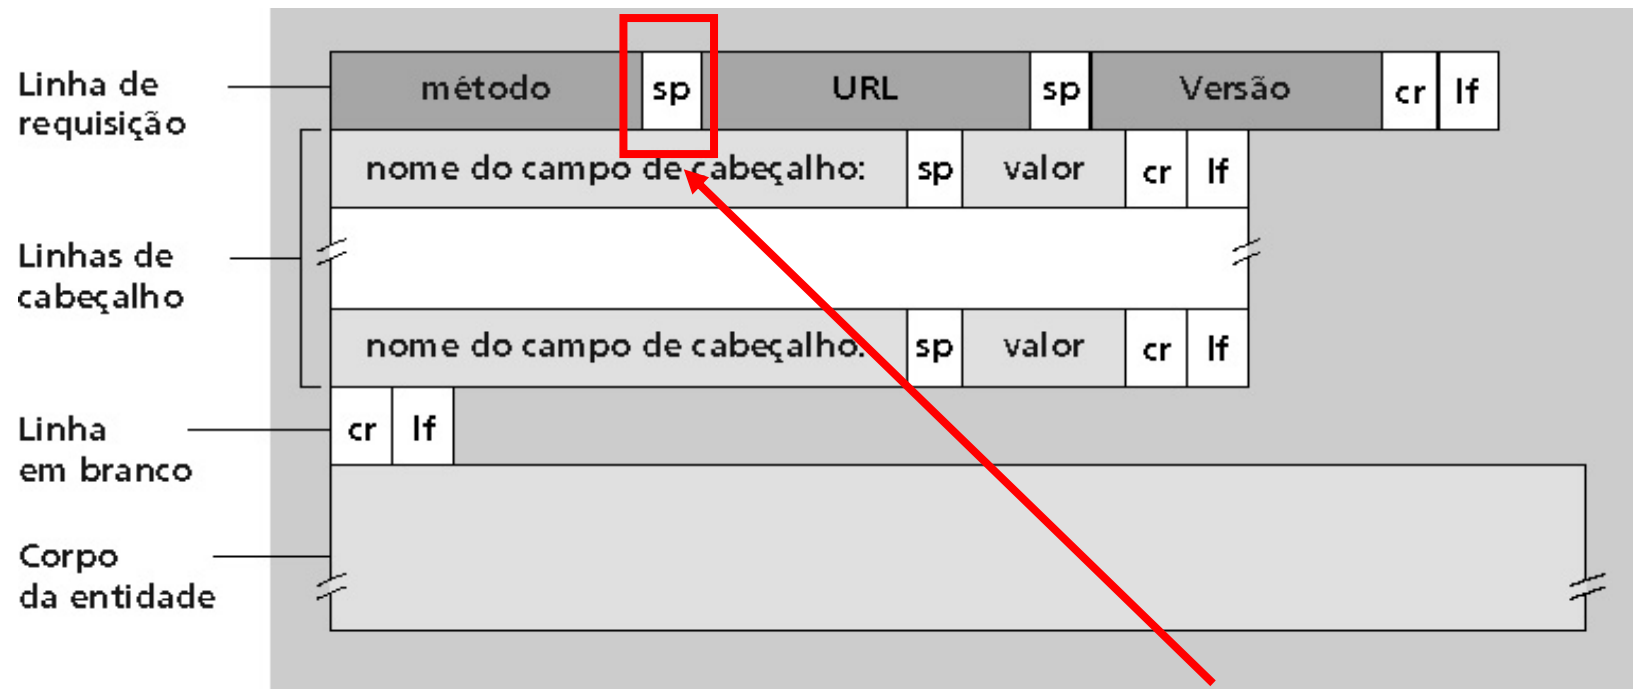 Linha de
requisição
método sp URL sp Versão cr lf
nome do campo de cabeçalho: sp valor cr lf
Linhas de
cabeçalho
nome do campo de cabeçalho: sp valor cr lf
Linha
em branco
cr lf
Corpo
da entidade